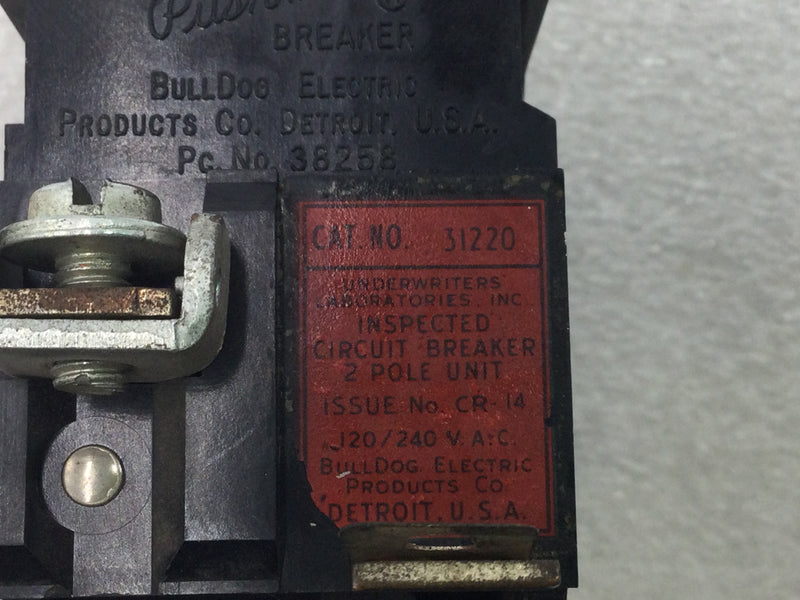 BREAKER
BULLDOG ELECTRIC
PRODUCTS CO. DETROIT, U.S.A.
PC. NO. 38258
CAT. NO. 31220
UNDERWRITERS'
LABORATORIES, INC.
INSPECTED
CIRCUIT BREAKER
2 POLE UNIT
ISSUE NO. CR-14
120/240 V. A.C.
BULLDOG ELECTRIC
PRODUCTS CO.
DETROIT, U.S.A.